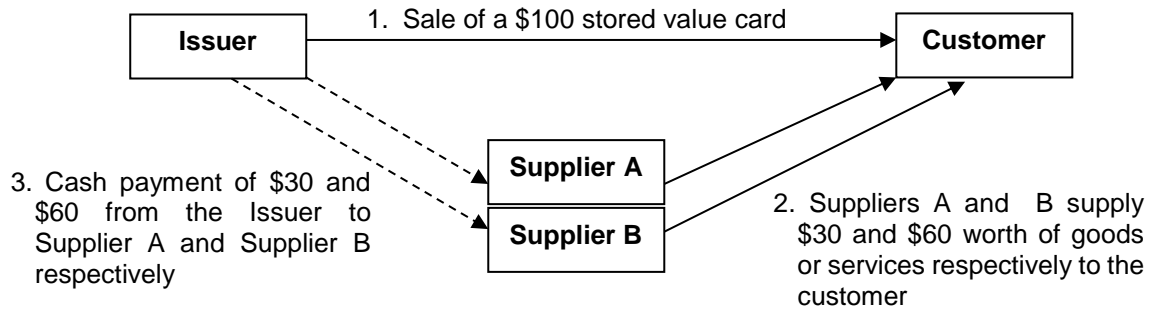 1. Sale of a $100 stored value card
Issuer
Customer
Supplier A
Supplier B
3. Cash payment of $30 and
$60 from the Issuer to
Supplier A and Supplier B
respectively
2. Suppliers A and B supply
$30 and $60 worth of goods
or services respectively to the
customer